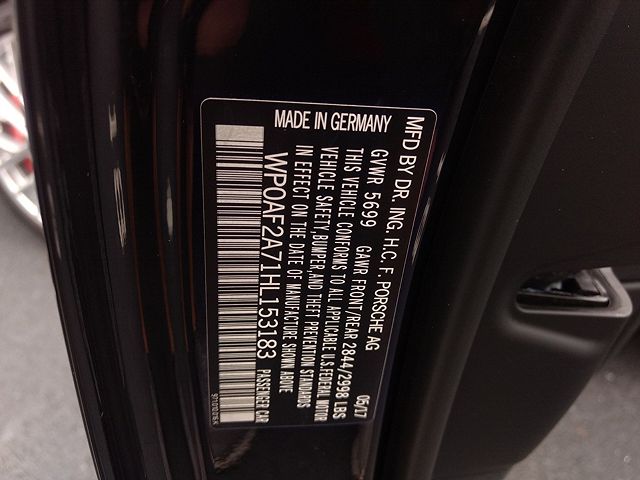 MFD BY DR. ING. H.C. F. PORSCHE AG
GVWR 5699 GAWR FRONT/REAR 2844/2998 LBS 05/17
THIS VEHICLE CONFORMS TO ALL APPLICABLE U.S. FEDERAL MOTOR
VEHICLE SAFETY, BUMPER, AND THEFT PREVENTION STANDARDS
IN EFFECT ON THE DATE OF MANUFACTURE SHOWN ABOVE
WP0AF2A71HL153183 PASSENGER CAR
MADE IN GERMANY